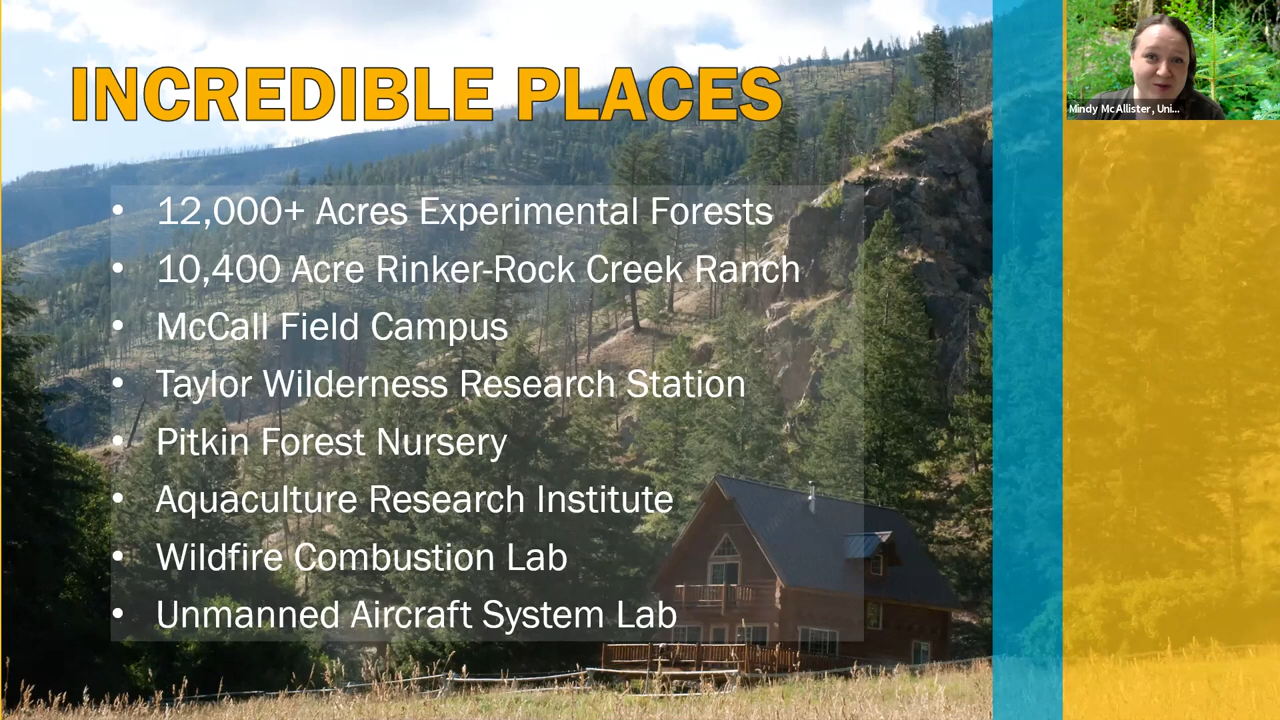 INCREDIBLE PLACES
• 12,000+ Acres Experimental Forests
• 10,400 Acre Rinker-Rock Creek Ranch
• McCall Field Campus
• Taylor Wilderness Research Station
• Pitkin Forest Nursery
• Aquaculture Research Institute
• Wildfire Combustion Lab
• Unmanned Aircraft System Lab
Mindy McAllister, Uni...